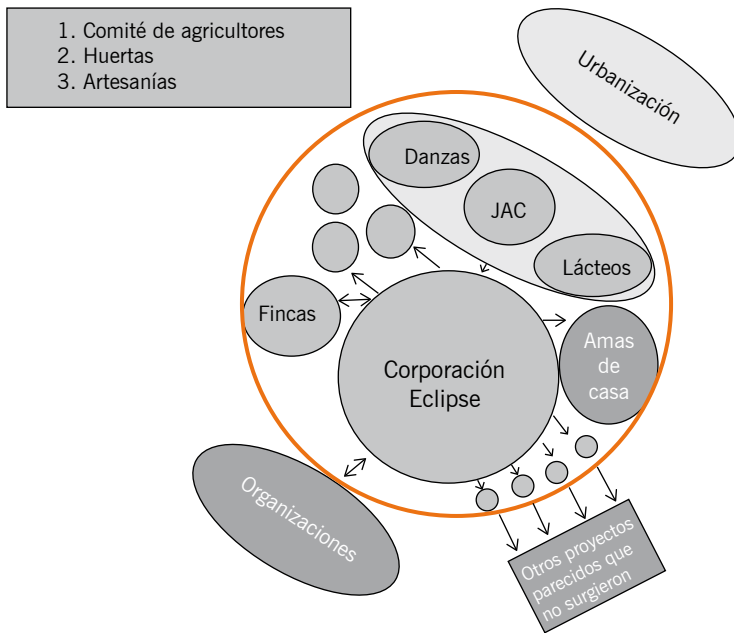 1. Comité de agricultores
2. Huertas
3. Artesanías
Urbanización
Danzas
JAC
Lácteos
Fincas
Corporación
Eclipse
Amas
de
casa
Organizaciones
Otros proyectos
parecidos que
no surgieron